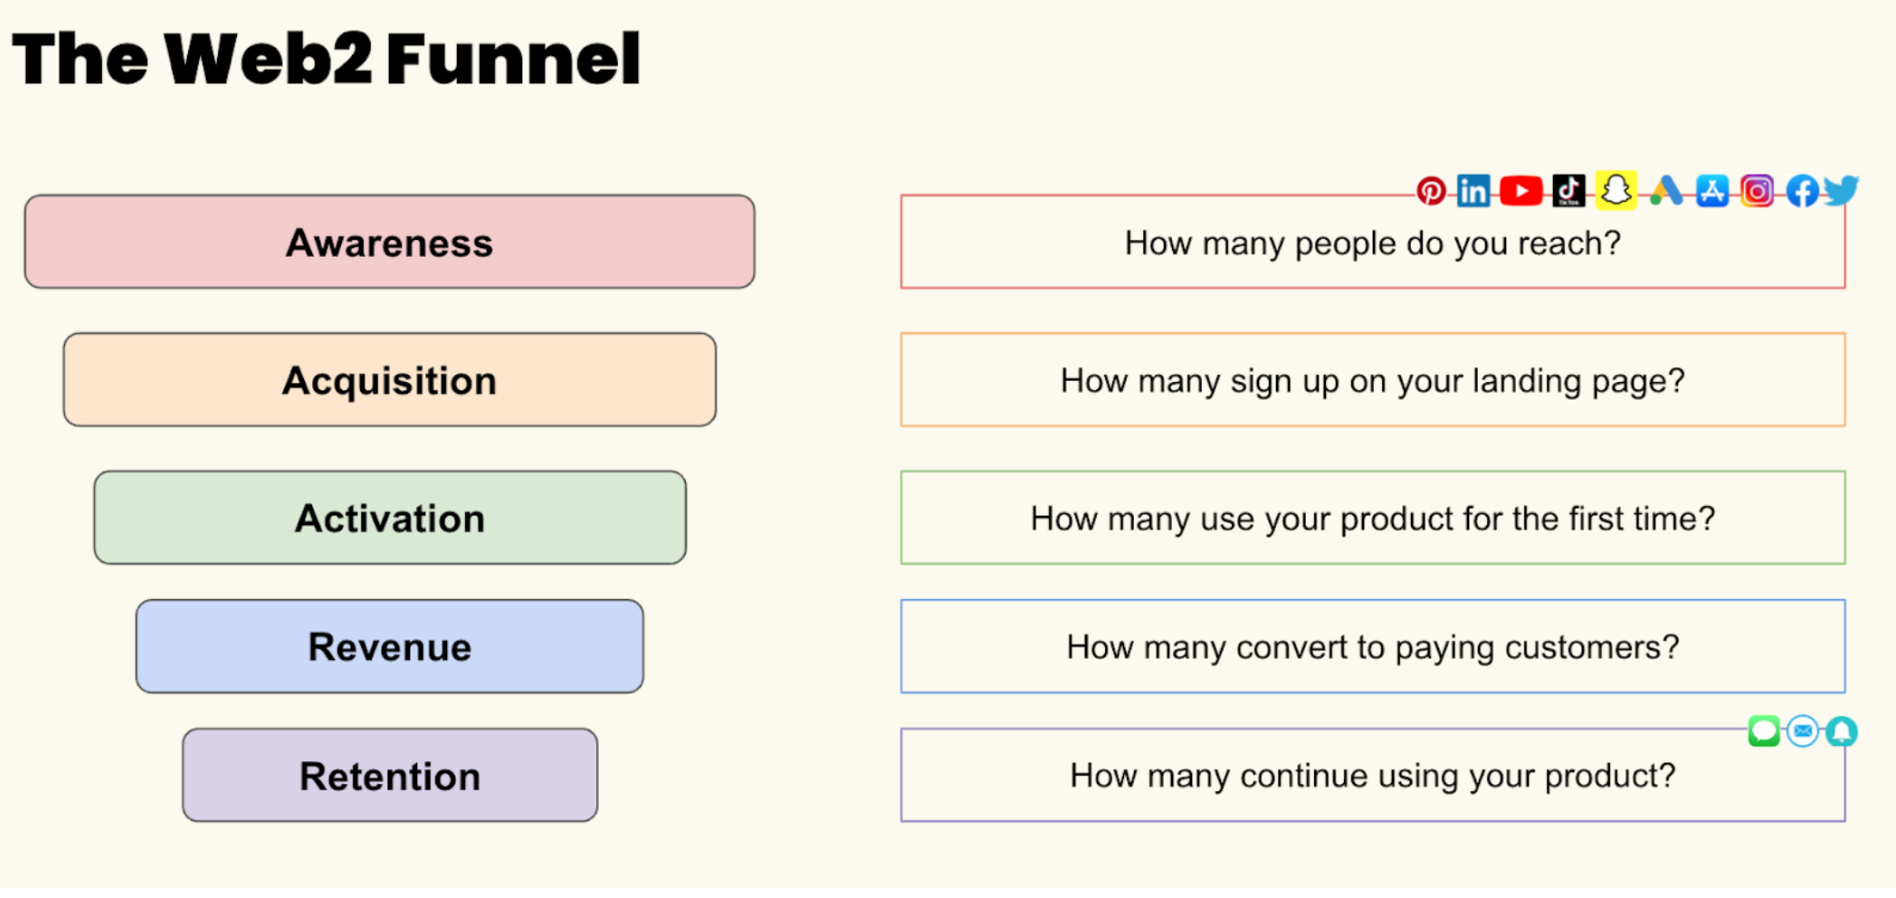 The Web2 Funnel
Awareness
How many people do you reach?
Acquisition
How many sign up on your landing page?
Activation
How many use your product for the first time?
Revenue
How many convert to paying customers?
Retention
How many continue using your product?